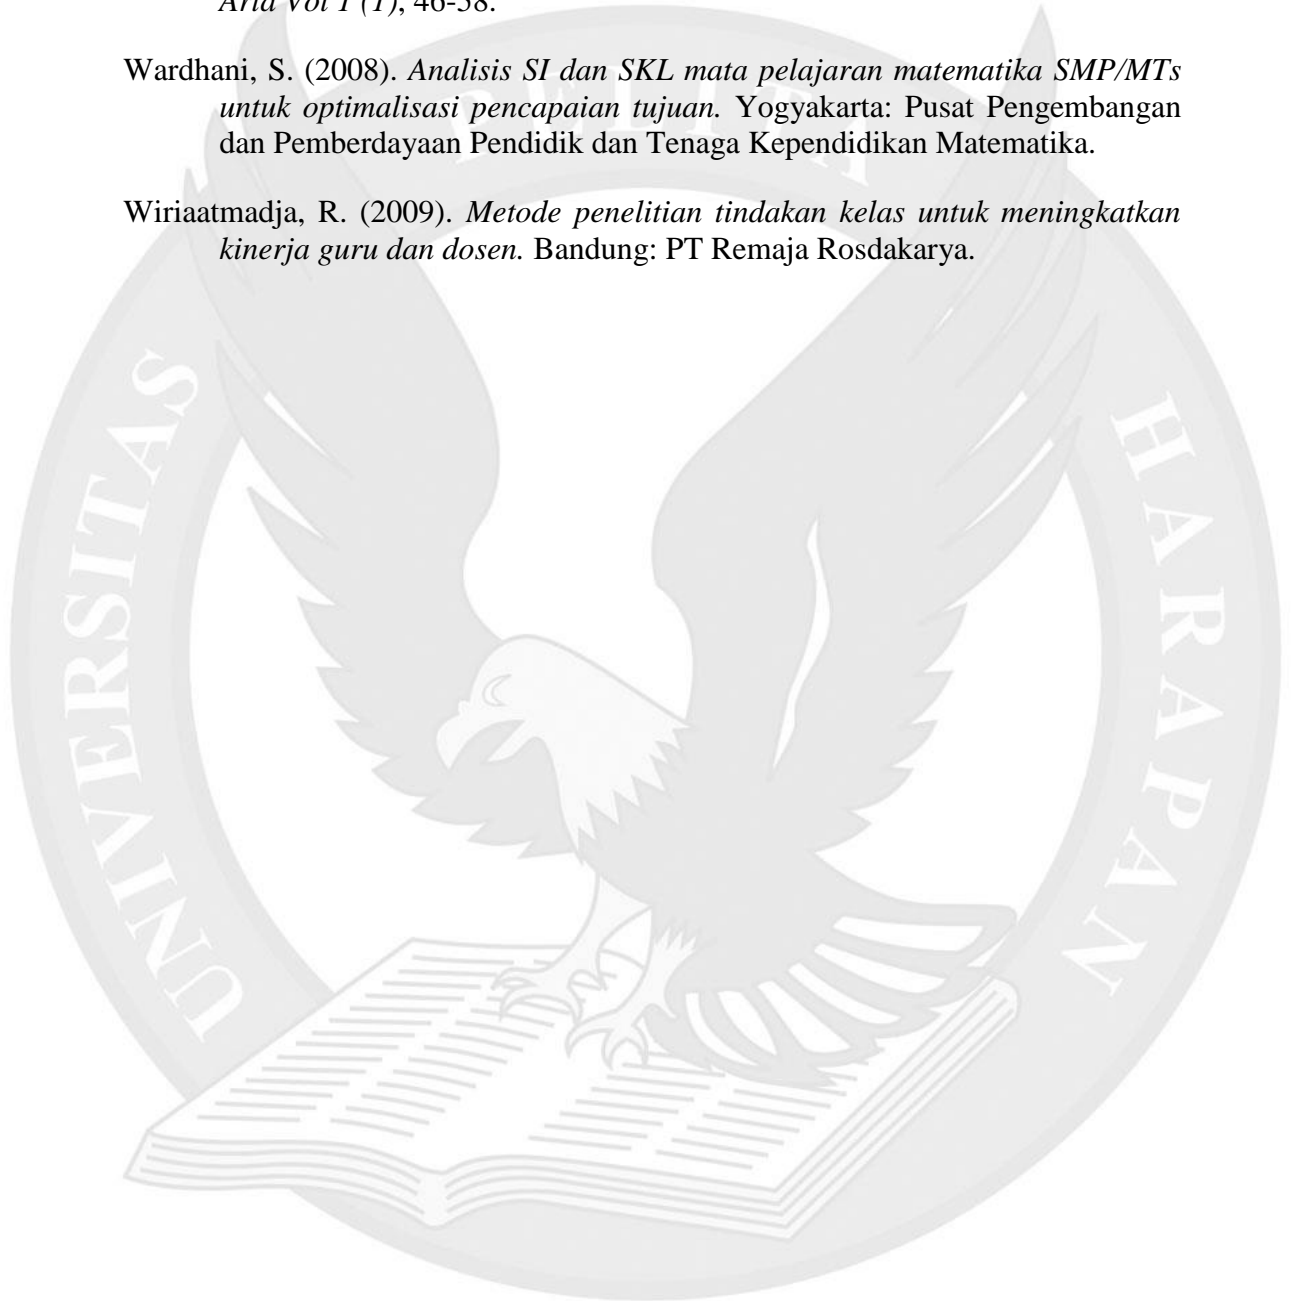 Aria Vol 1 (1), 46-58.
Wardhani, S. (2008). Analisis SI dan SKL mata pelajaran matematika SMP/MTs
untuk optimalisasi pencapaian tujuan. Yogyakarta: Pusat Pengembangan
dan Pemberdayaan Pendidik dan Tenaga Kependidikan Matematika.
Wiriaatmadja, R. (2009). Metode penelitian tindakan kelas untuk meningkatkan
kinerja guru dan dosen. Bandung: PT Remaja Rosdakarya.
UNIVERSITAS
PELITA
HARAPAN